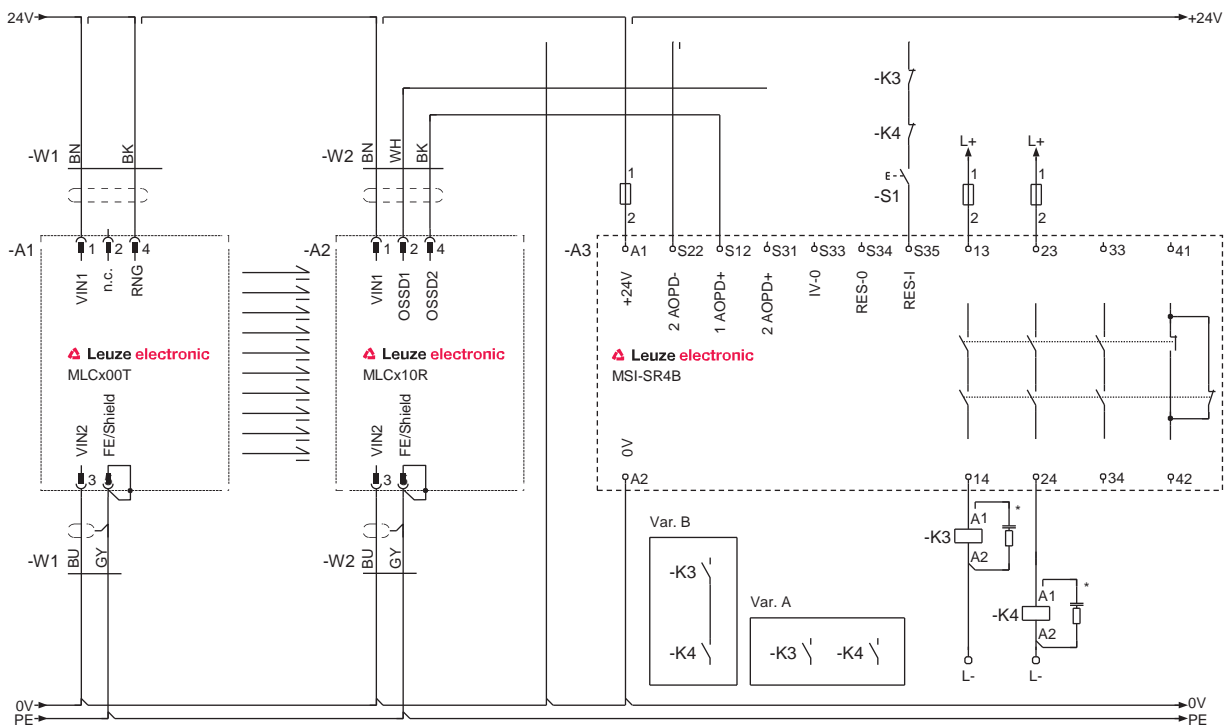 24V
+24V
-K3
-K4
L+
L+
-W1
BN
BK
-W2
BN
WH
BK
E
-S1
1
2
1
2
1
2
-A1
1
2
4
-A2
1
2
4
-A3
A1
S22
S12
S31
S33
S34
S35
13
23
33
41
VIN1
n.c.
RNG
VIN1
OSSD1
OSSD2
+24V
2 AOPD-
1 AOPD+
2 AOPD+
IV-0
RES-0
RES-I
Leuze electronic
MLCx00T
Leuze electronic
MLCx10R
Leuze electronic
MSI-SR4B
VIN2
FE/Shield
VIN2
FE/Shield
0V
3
3
A2
14
24
34
42
-W1
BU
GY
-W2
BU
GY
Var. B
-K3
-K4
Var. A
-K3
-K4
-K3
A1
A2
*
-K4
A1
A2
*
L-
L-
0V
0V
PE
PE